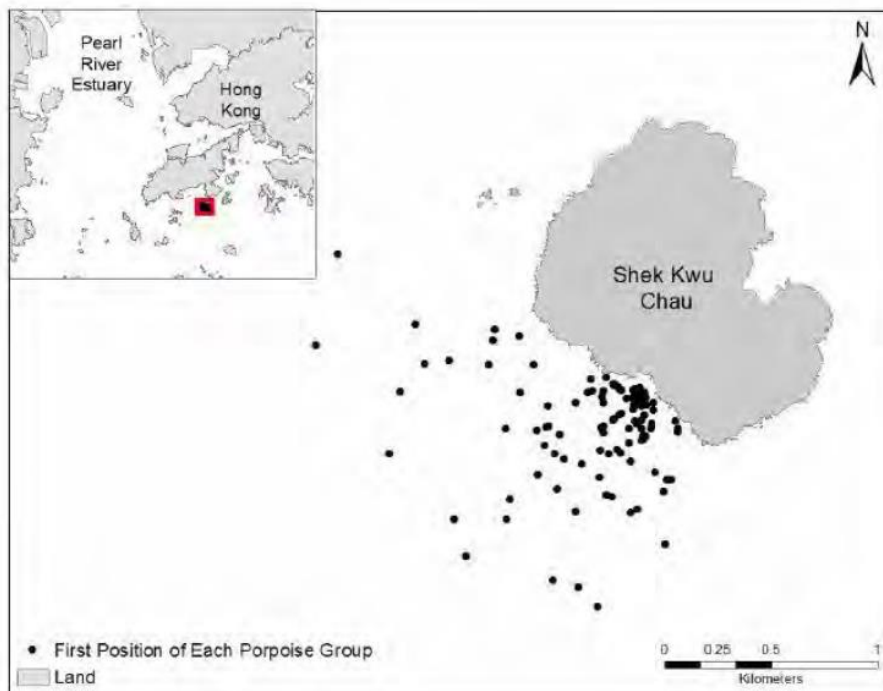 Pearl
River
Estuary
Hong
Kong
N
Shek Kwu
Chau
First Position of Each Porpoise Group
Land
0 0.25 0.5 1
Kilometers